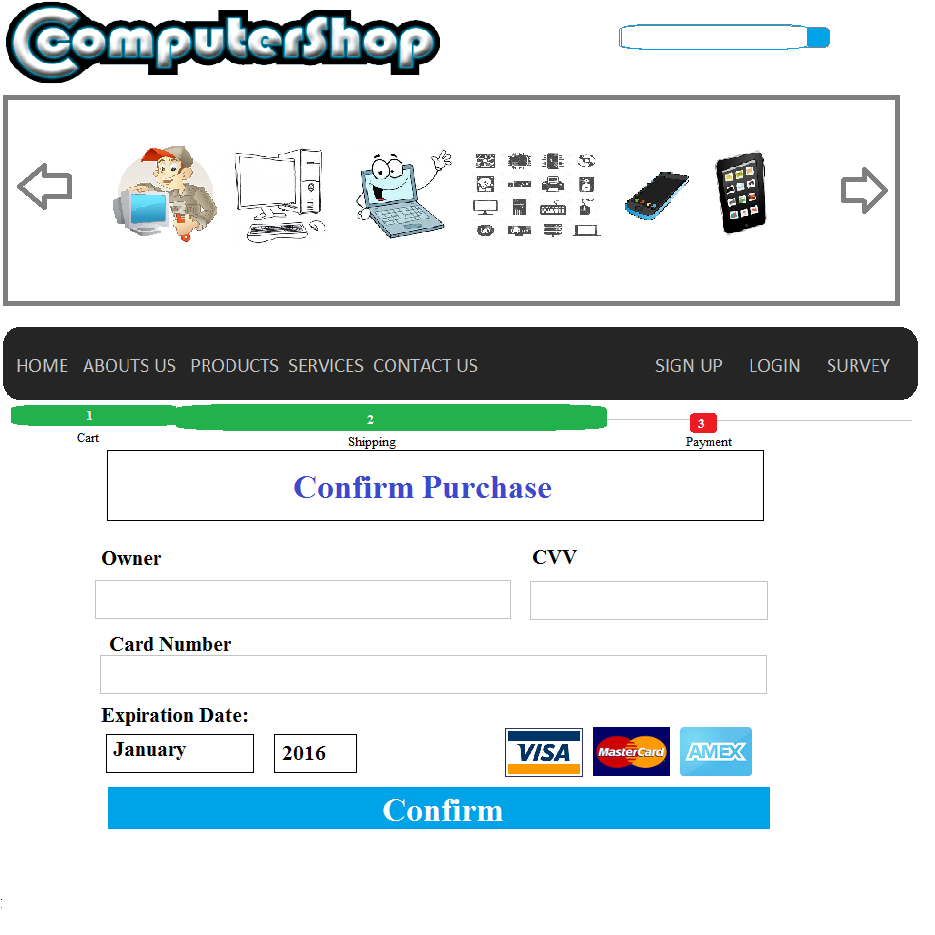 ComputerShop
HOME ABOUTS US PRODUCTS SERVICES CONTACT US SIGN UP LOGIN SURVEY
1 2 3
Cart Shipping Payment
Confirm Purchase
Owner CVV
Card Number
Expiration Date:
January 2016 VISA MasterCard AMEX
Confirm